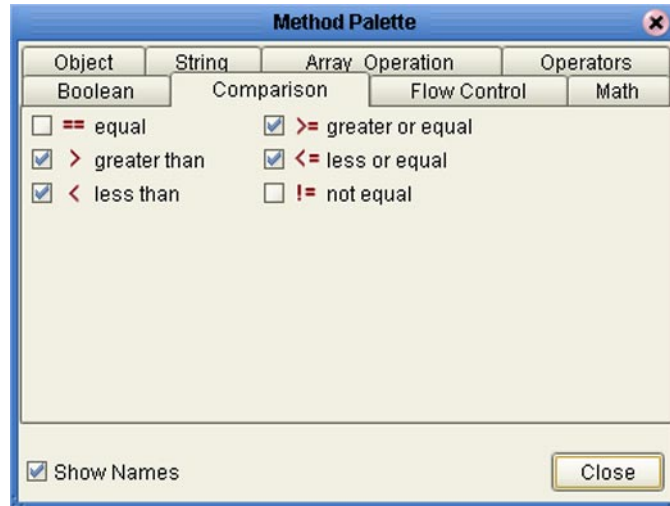 Method Palette
Object String Array Operation Operators
Boolean Comparison Flow Control Math
== equal >= greater or equal
> greater than <= less or equal
< less than != not equal
Show Names Close